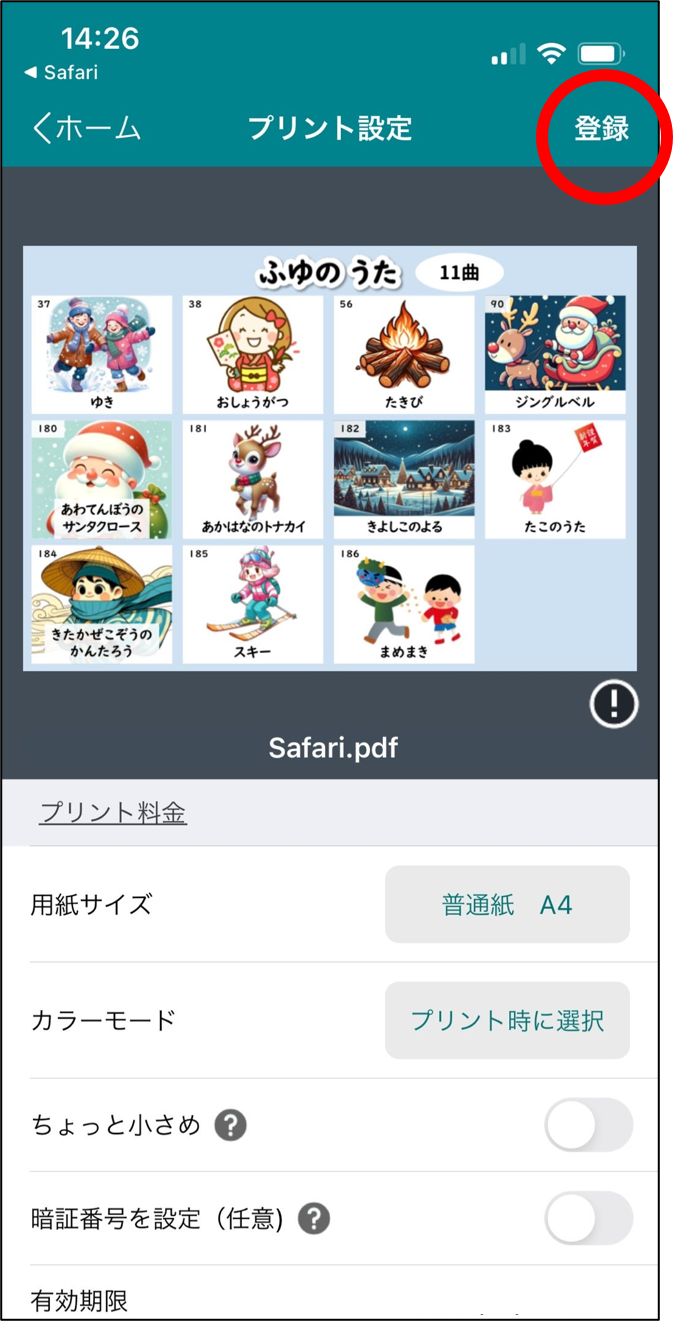 14:26
◀ Safari
くホーム
プリント設定
登録
ふゆの うた
11曲
37
ゆき
38
おしょうがつ
56
たきび
90
ジングルベル
180
あわてんぼうの
サンタクロース
181
あかはなのトナカイ
182
きよしこのよる
183
謹賀
新年
たこのうた
184
きたかぜこぞうの
かんたろう
185
スキー
186
まめまき
!
Safari.pdf
プリント料金
用紙サイズ
普通紙 A4
カラーモード
プリント時に選択
ちょっと小さめ ?
暗証番号を設定（任意) ?
有効期限